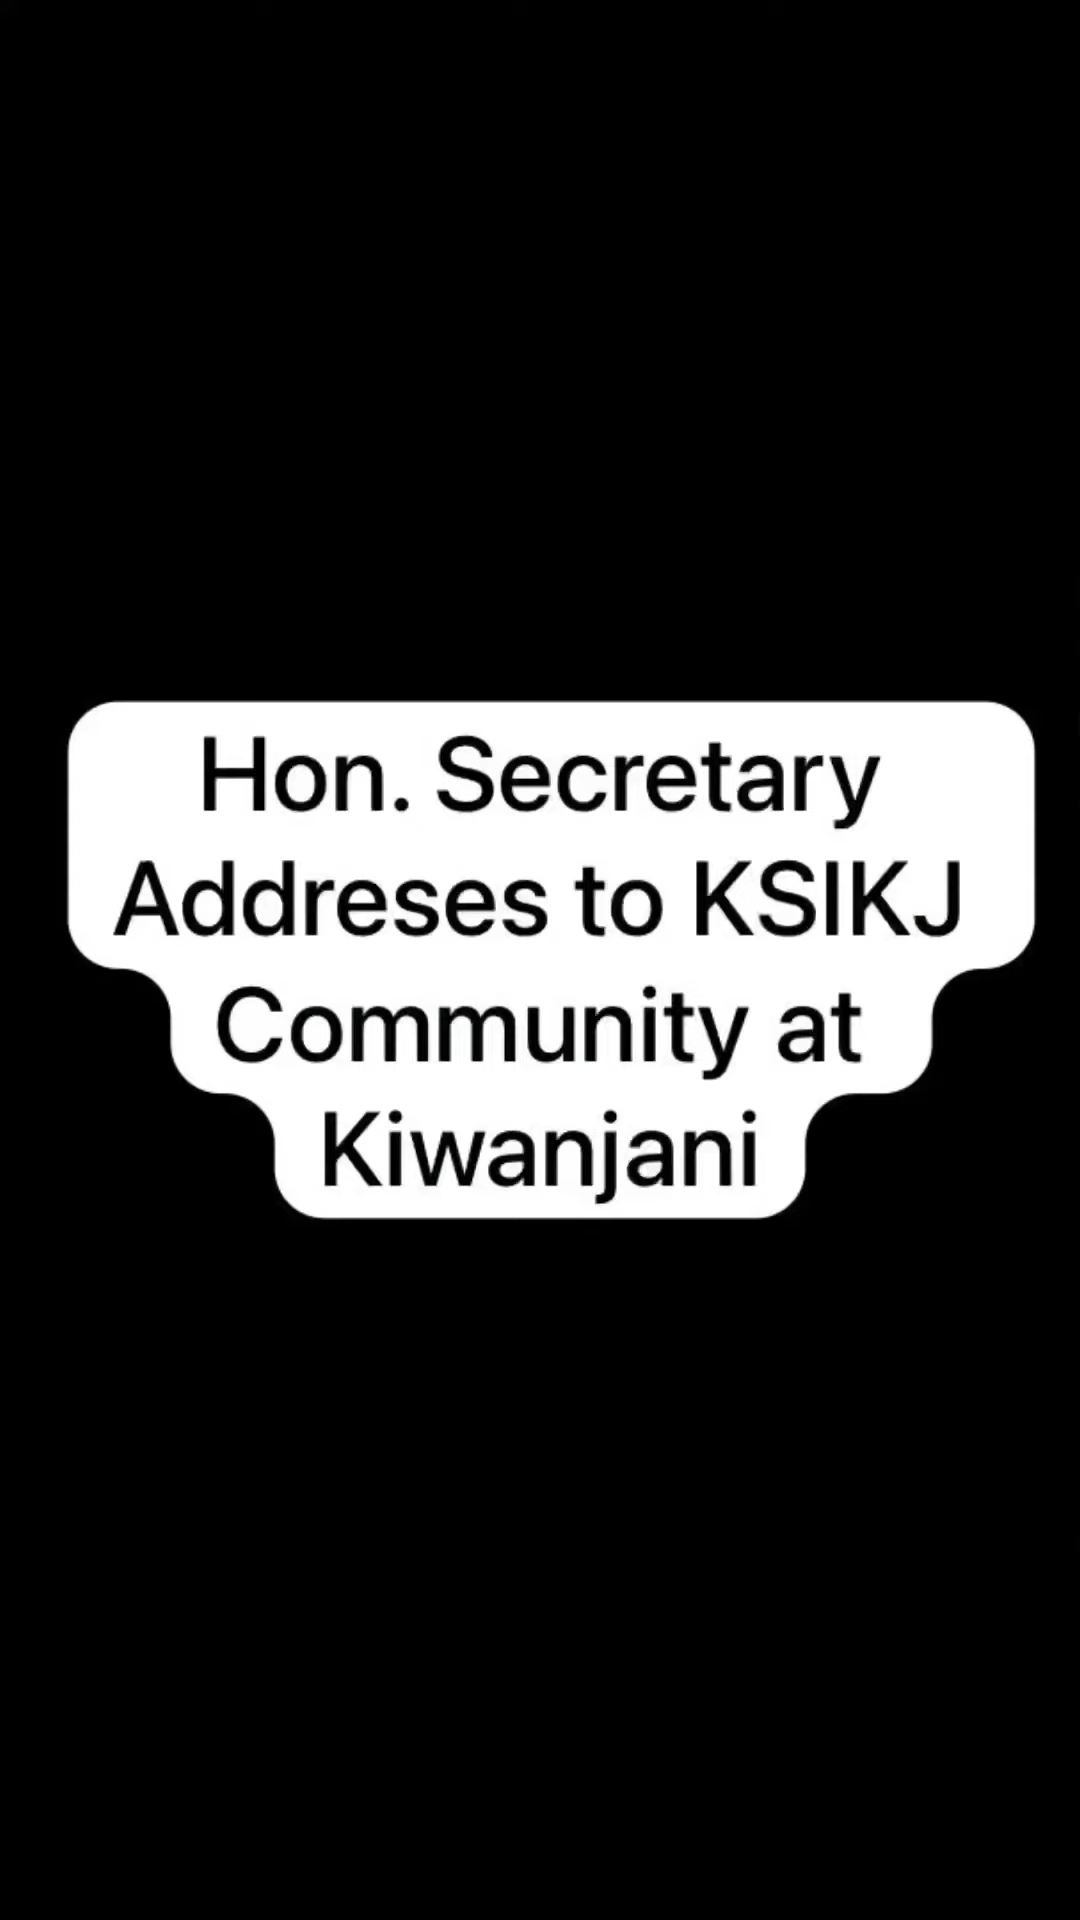 Hon. Secretary
Addreses to KSIKJ
Community at
Kiwanjani